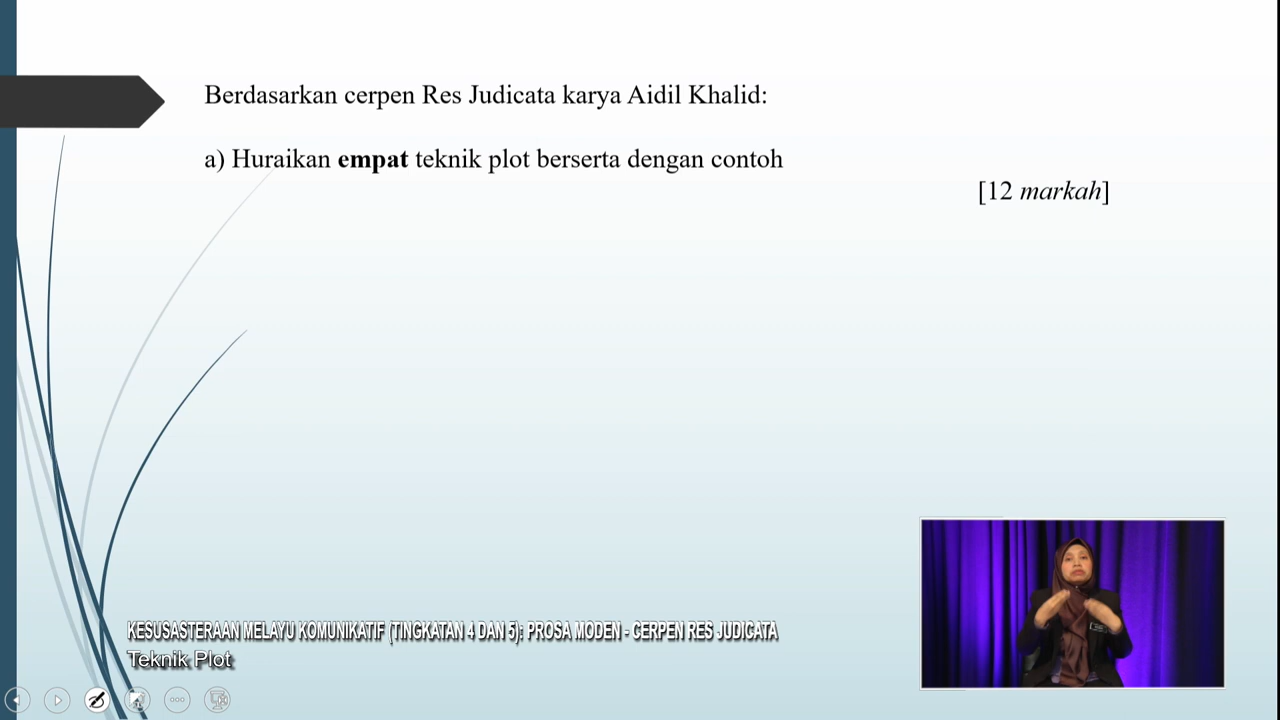 Berdasarkan cerpen Res Judicata karya Aidil Khalid:
a) Huraikan empat teknik plot berserta dengan contoh
[12 markah]
KESUSASTERAAN MELAYU KOMUNIKATIF (TINGKATAN 4 DAN 5): PROSA MODEN - CERPEN RES JUDICATA
Teknik Plot